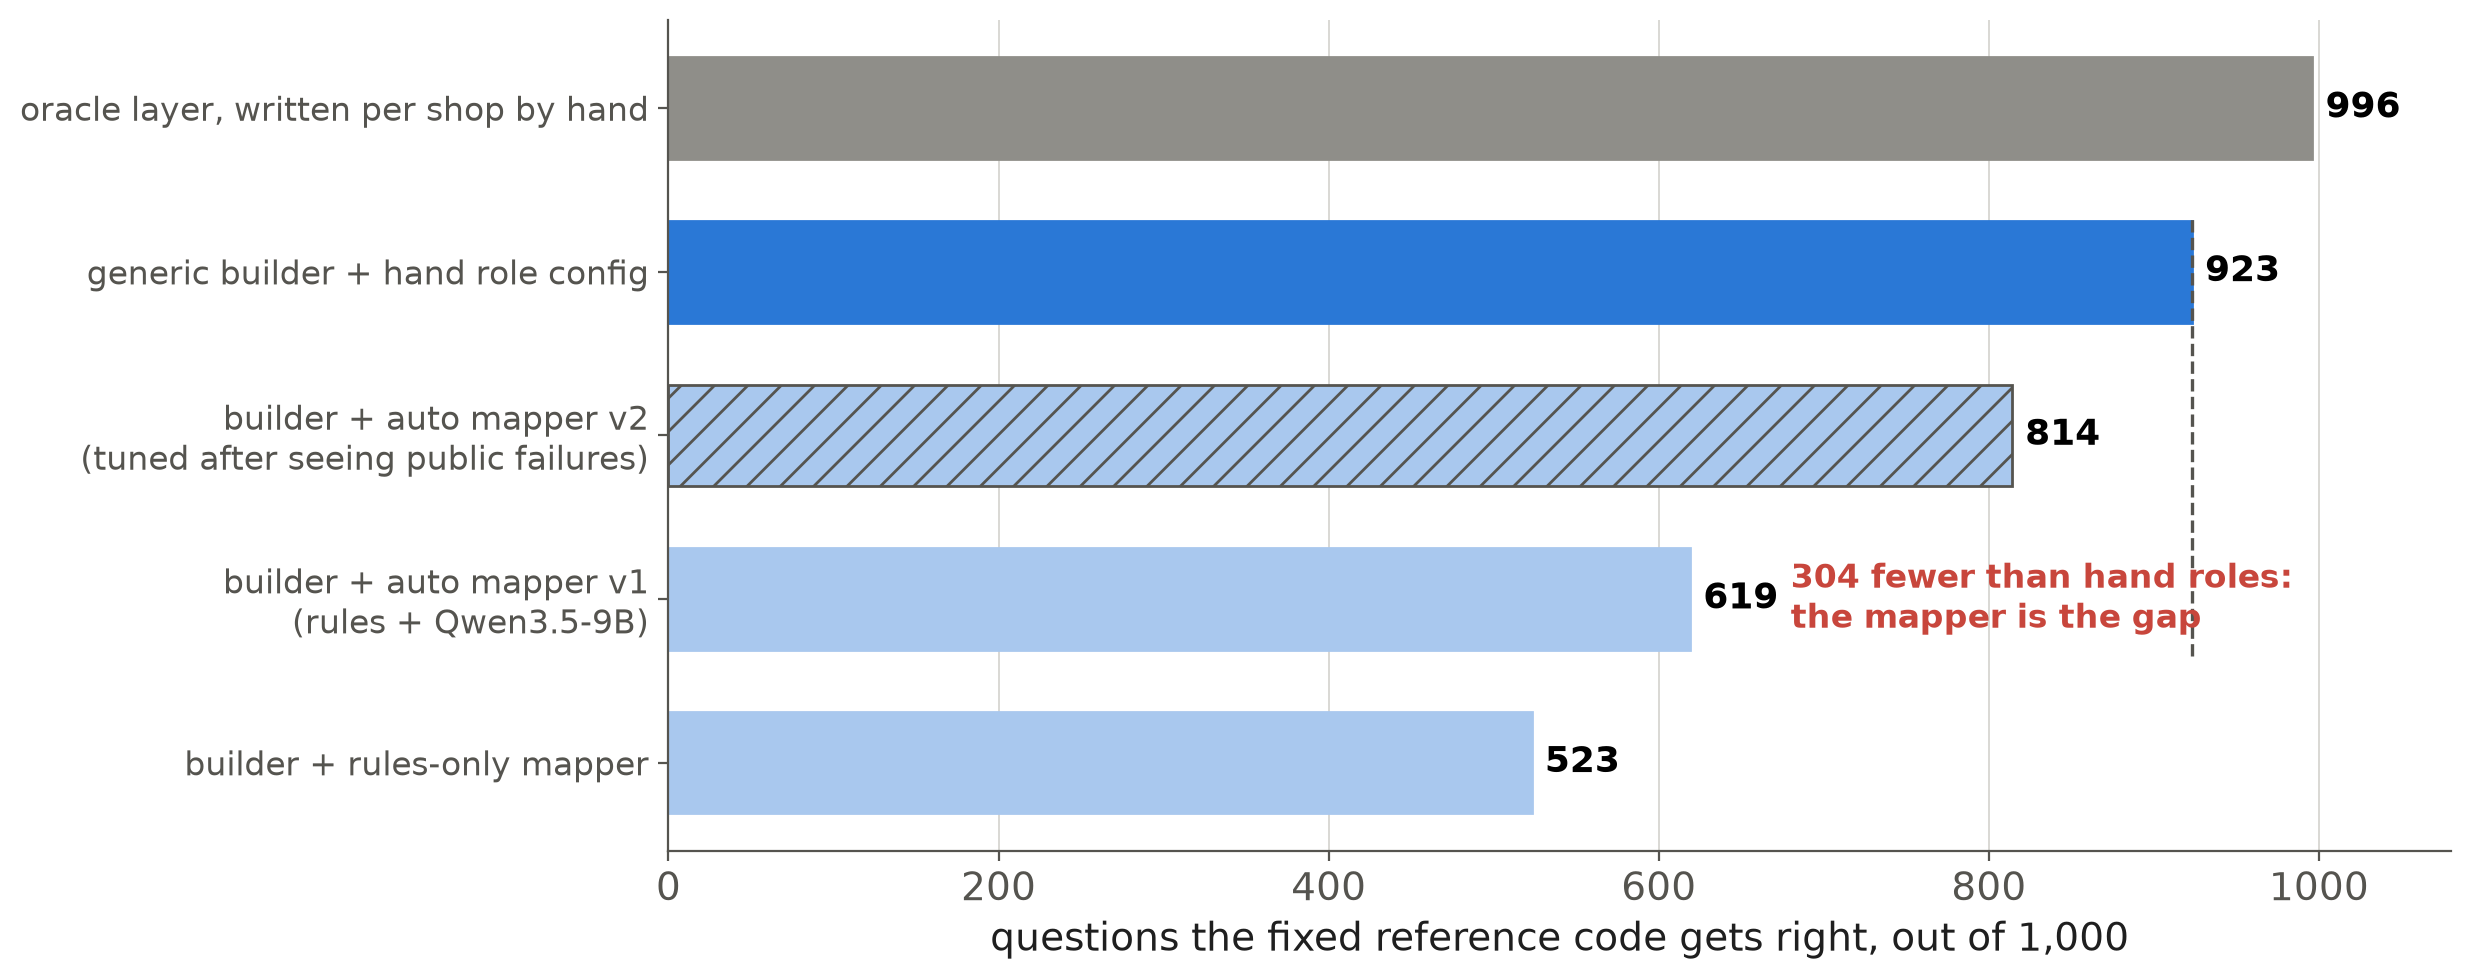 oracle layer, written per shop by hand
996
generic builder + hand role config
923
builder + auto mapper v2
(tuned after seeing public failures)
814
builder + auto mapper v1
(rules + Qwen3.5-9B)
619
304 fewer than hand roles:
the mapper is the gap
builder + rules-only mapper
523
0 200 400 600 800 1000
questions the fixed reference code gets right, out of 1,000